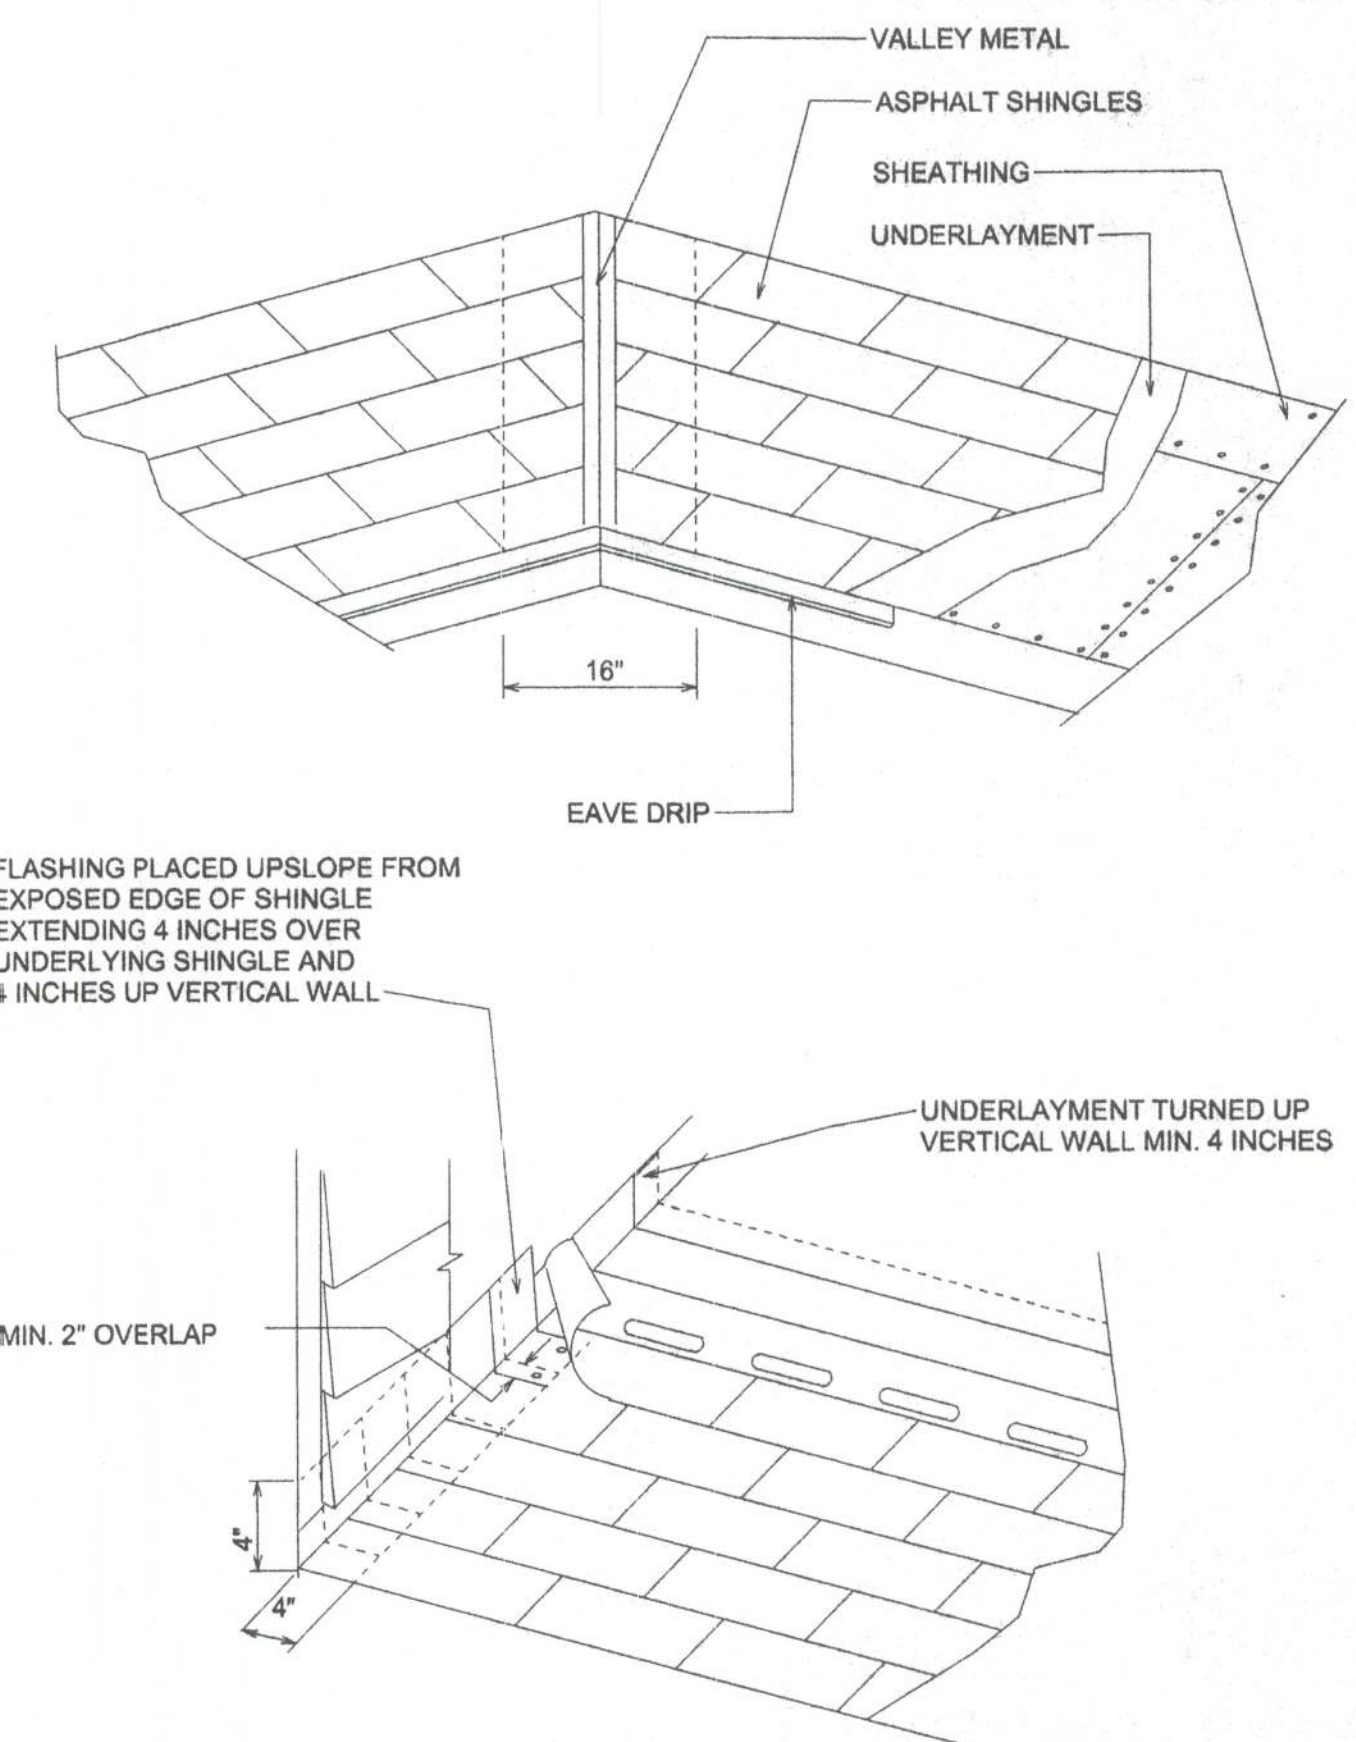 VALLEY METAL
ASPHALT SHINGLES
SHEATHING
UNDERLAYMENT
16"
EAVE DRIP
FLASHING PLACED UPSLOPE FROM
EXPOSED EDGE OF SHINGLE
EXTENDING 4 INCHES OVER
UNDERLYING SHINGLE AND
4 INCHES UP VERTICAL WALL
UNDERLAYMENT TURNED UP
VERTICAL WALL MIN. 4 INCHES
MIN. 2" OVERLAP
4"
4"